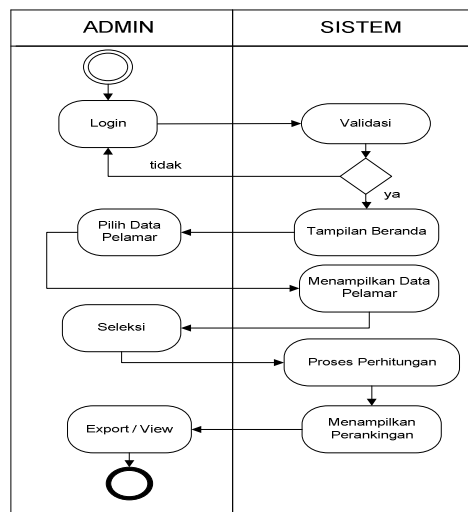 ADMIN
SISTEM
Login
Validasi
tidak
ya
Pilih Data
Pelamar
Tampilan Beranda
Menampilkan Data
Pelamar
Seleksi
Proses Perhitungan
Export / View
Menampilkan
Perankingan